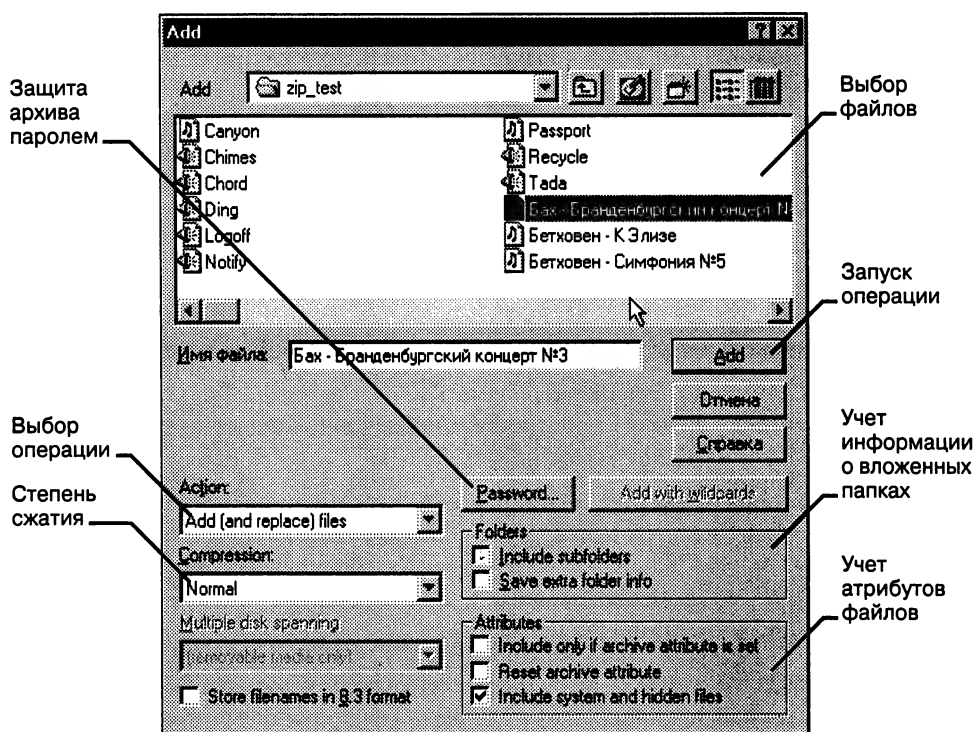 Add
Защита
архива
паролем
Add
zip_test
Выбор
файлов
Canyon
Chimes
Chord
Ding
Logoff
Notify
Passport
Recycle
Tada
Бах - Бранденбургский концерт N
Бетховен - К Элизе
Бетховен - Симфония №5
Запуск
операции
Имя файла:
Бах - Бранденбургский концерт №3
Add
Отмена
Справка
Выбор
операции
Учет
информации
о вложенных
папках
Степень
сжатия
Action:
Add (and replace) files
Password...
Add with wildcards
Compression:
Normal
Folders
Include subfolders
Save extra folder info
Учет
атрибутов
файлов
Multiple disk spanning
(removable media only)
Attributes
Include only if archive attribute is set
Reset archive attribute
Include system and hidden files
Store filenames in 8.3 format